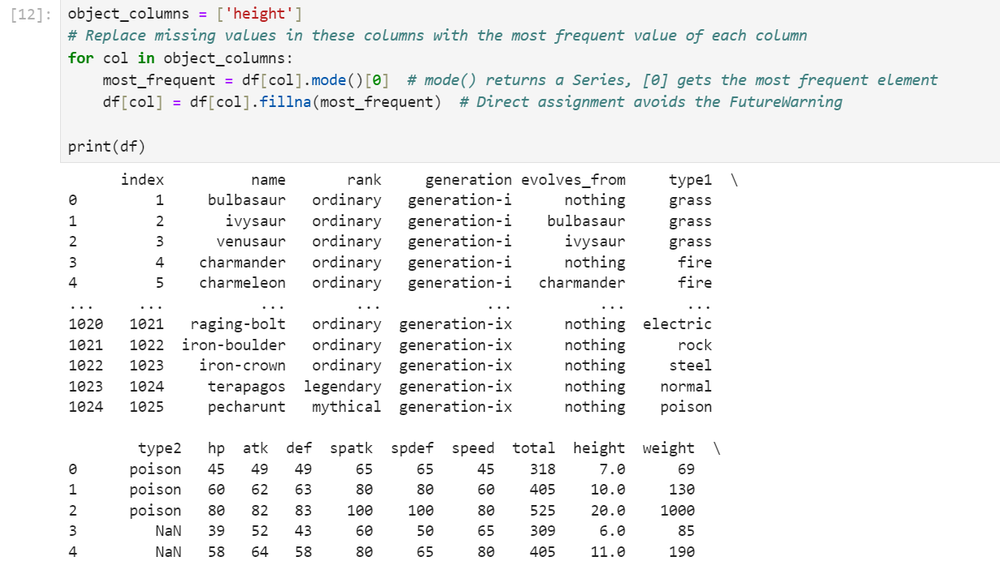 [12]: object_columns = ['height']
# Replace missing values in these columns with the most frequent value of each column
for col in object_columns:
    most_frequent = df[col].mode()[0]  # mode() returns a Series, [0] gets the most frequent element
    df[col] = df[col].fillna(most_frequent)  # Direct assignment avoids the FutureWarning
print(df)
      index          name       rank     generation evolves_from      type1  \
0         1     bulbasaur   ordinary   generation-i      nothing      grass
1         2       ivysaur   ordinary   generation-i    bulbasaur      grass
2         3      venusaur   ordinary   generation-i      ivysaur      grass
3         4    charmander   ordinary   generation-i      nothing       fire
4         5    charmeleon   ordinary   generation-i   charmander       fire
...     ...           ...        ...            ...          ...        ...
1020   1021   raging-bolt   ordinary  generation-ix      nothing   electric
1021   1022  iron-boulder   ordinary  generation-ix      nothing       rock
1022   1023    iron-crown   ordinary  generation-ix      nothing      steel
1023   1024     terapagos  legendary  generation-ix      nothing     normal
1024   1025     pecharunt   mythical  generation-ix      nothing     poison
        type2   hp  atk  def  spatk  spdef  speed  total  height  weight  \
0      poison   45   49   49     65     65     45    318     7.0      69
1      poison   60   62   63     80     80     60    405    10.0     130
2      poison   80   82   83    100    100     80    525    20.0    1000
3         NaN   39   52   43     60     50     65    309     6.0      85
4         NaN   58   64   58     80     65     80    405    11.0     190